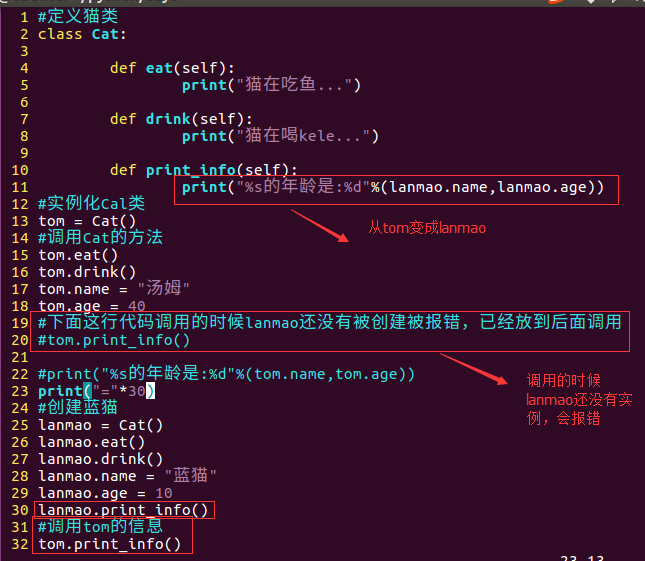 1 #定义猫类
2 class Cat:
3
4 def eat(self):
5 print("猫在吃鱼...")
6
7 def drink(self):
8 print("猫在喝kele...")
9
10 def print_info(self):
11 print("%s的年龄是:%d"%(lanmao.name,lanmao.age))
12 #实例化Cal类
13 tom = Cat()
从tom变成lanmao
14 #调用Cat的方法
15 tom.eat()
16 tom.drink()
17 tom.name = "汤姆"
18 tom.age = 40
19 #下面这行代码调用的时候lanmao还没有被创建被报错，已经放到后面调用
20 #tom.print_info()
21
22 #print("%s的年龄是:%d"%(tom.name,tom.age))
23 print("="*30)
调用的时候
lanmao还没有实
例，会报错
24 #创建蓝猫
25 lanmao = Cat()
26 lanmao.eat()
27 lanmao.drink()
28 lanmao.name = "蓝猫"
29 lanmao.age = 10
30 lanmao.print_info()
31 #调用tom的信息
32 tom.print_info()